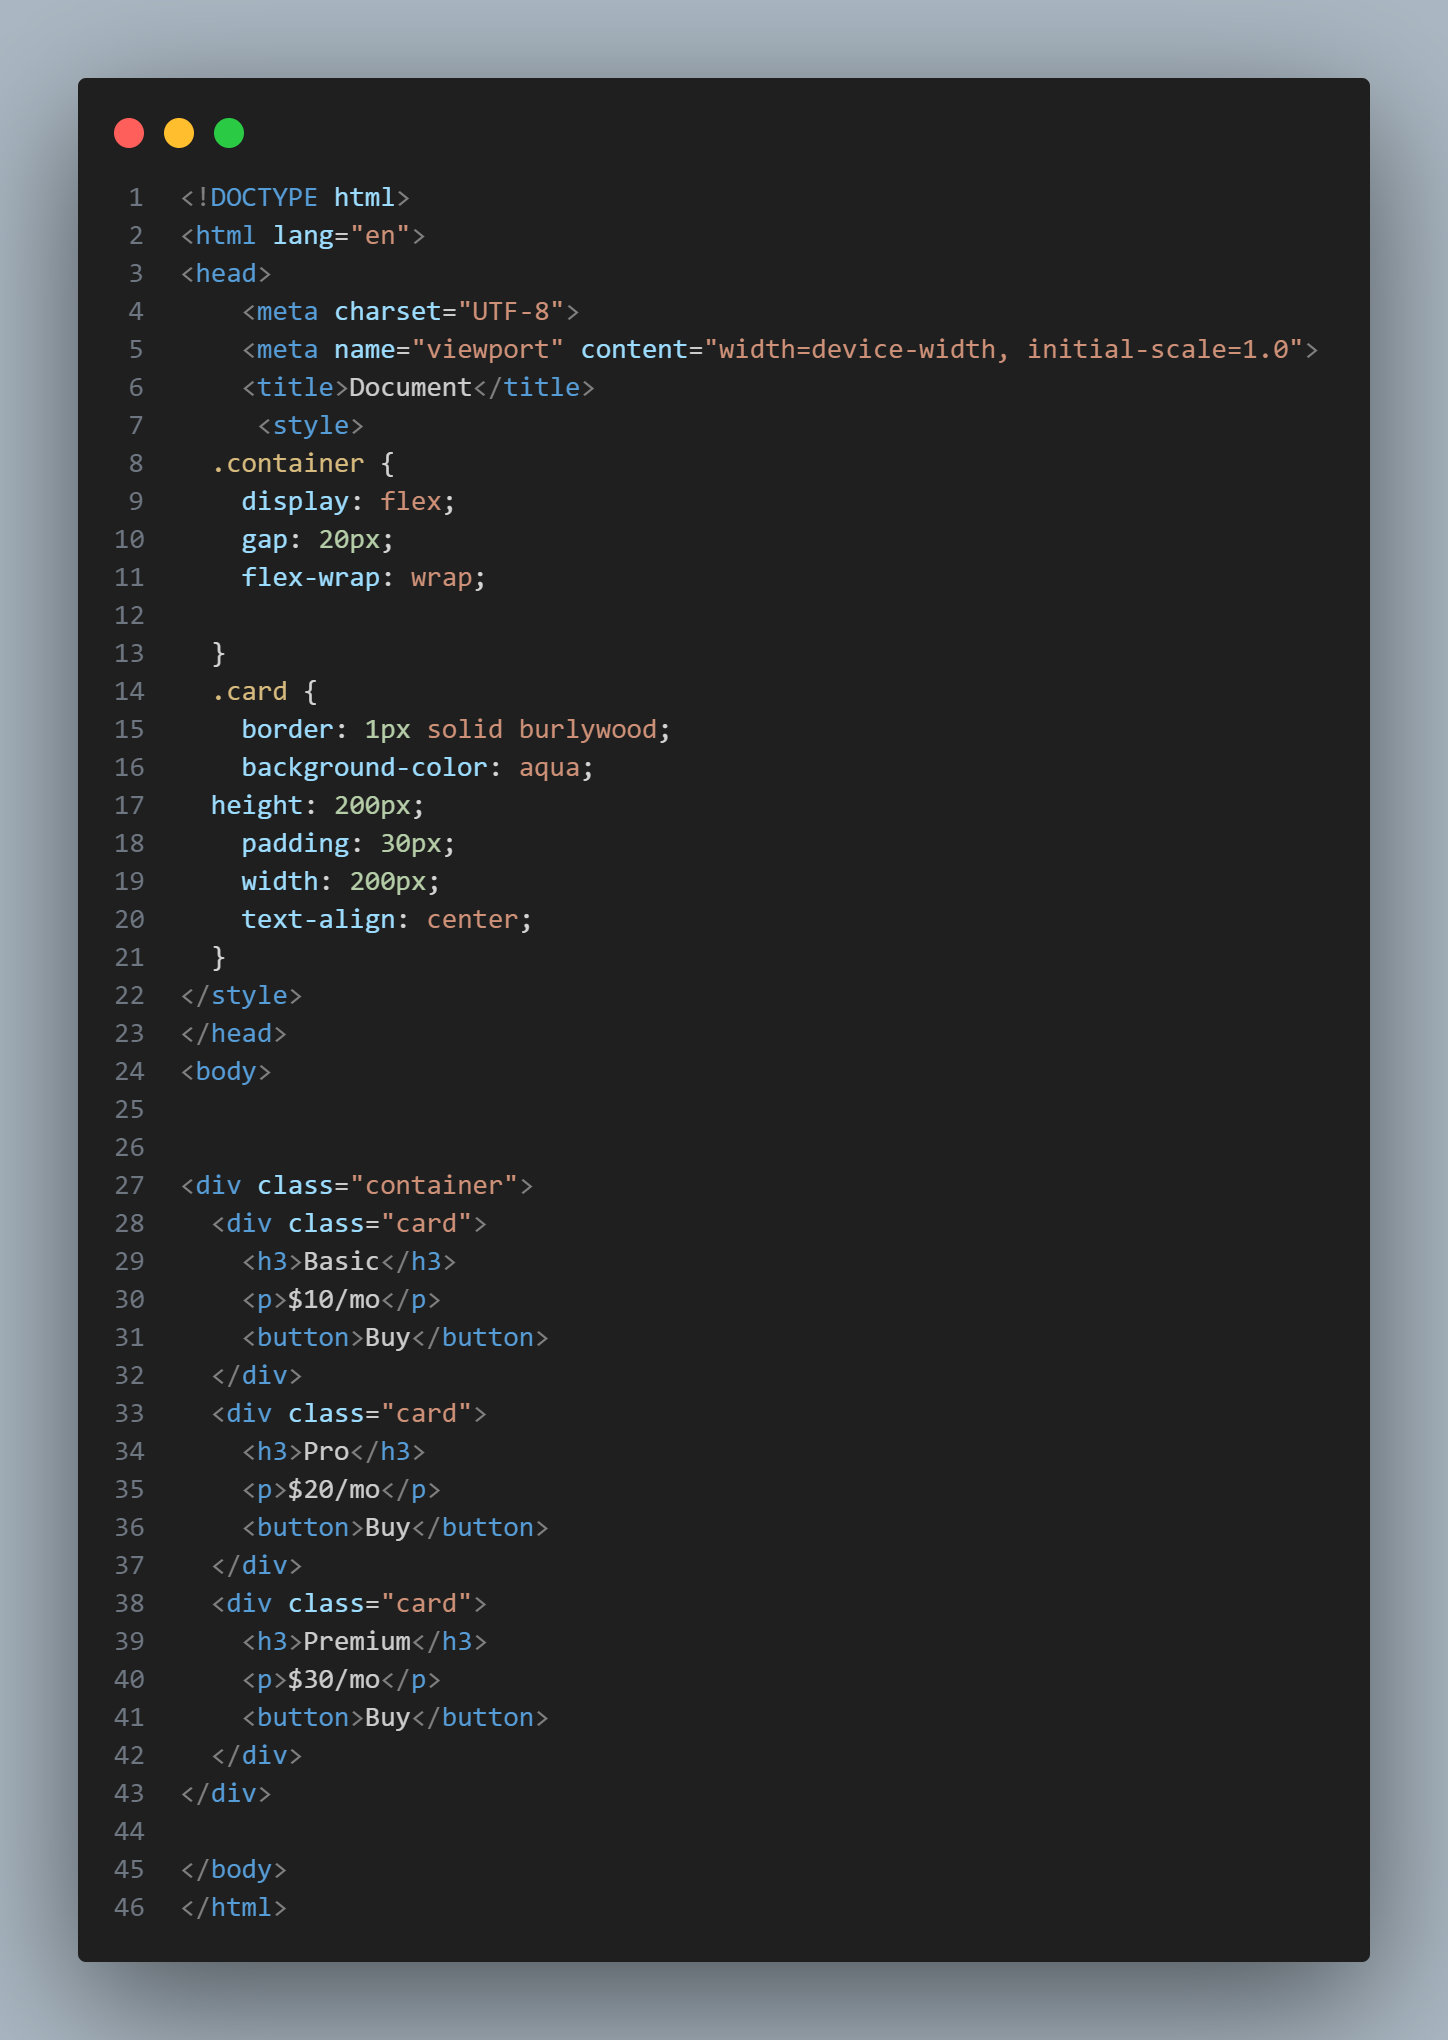 1 <!DOCTYPE html>
2 <html lang="en">
3 <head>
4     <meta charset="UTF-8">
5     <meta name="viewport" content="width=device-width, initial-scale=1.0">
6     <title>Document</title>
7      <style>
8   .container {
9     display: flex;
10     gap: 20px;
11     flex-wrap: wrap;
12
13   }
14   .card {
15     border: 1px solid burlywood;
16     background-color: aqua;
17   height: 200px;
18     padding: 30px;
19     width: 200px;
20     text-align: center;
21   }
22 </style>
23 </head>
24 <body>
25
26
27 <div class="container">
28   <div class="card">
29     <h3>Basic</h3>
30     <p>$10/mo</p>
31     <button>Buy</button>
32   </div>
33   <div class="card">
34     <h3>Pro</h3>
35     <p>$20/mo</p>
36     <button>Buy</button>
37   </div>
38   <div class="card">
39     <h3>Premium</h3>
40     <p>$30/mo</p>
41     <button>Buy</button>
42   </div>
43 </div>
44
45 </body>
46 </html>